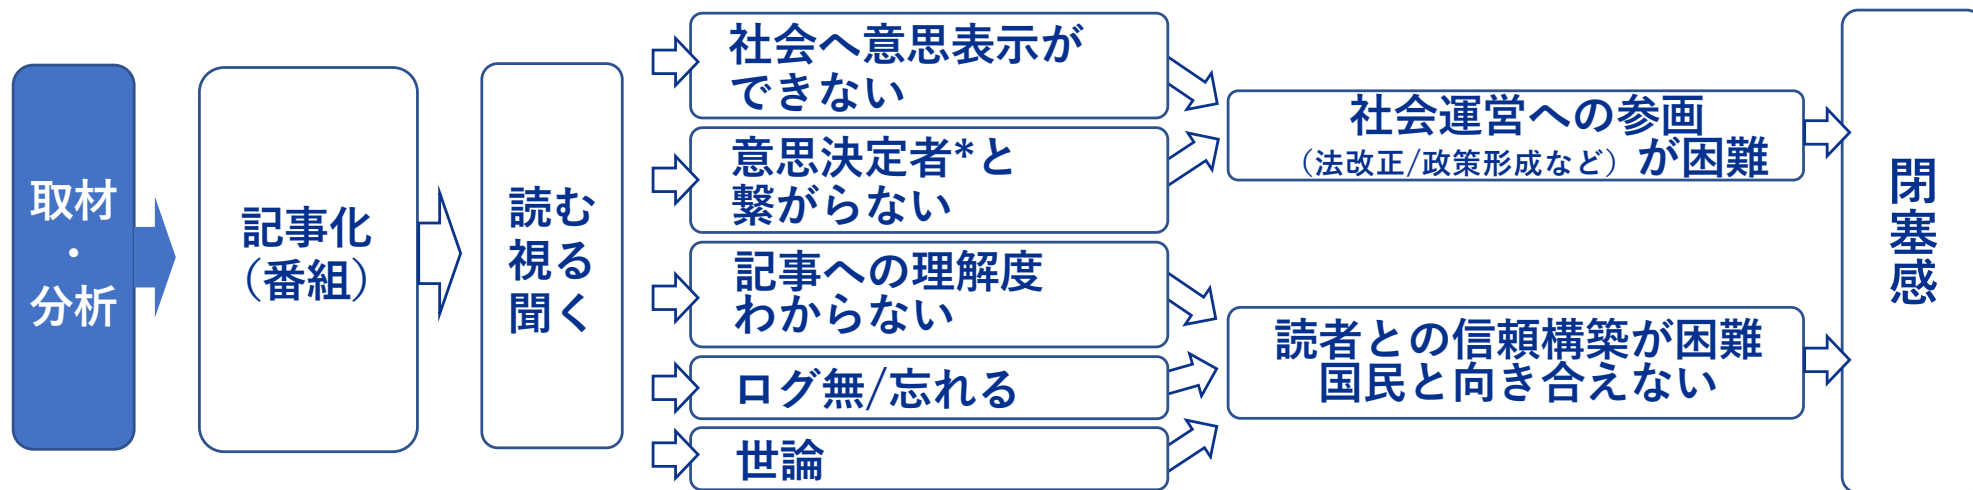 取材
・
分析
記事化
（番組）
読む
視る
聞く
社会へ意思表示が
できない
意思決定者*と
繋がらない
記事への理解度
わからない
ログ無/忘れる
世論
社会運営への参画
（法改正/政策形成など）が困難
読者との信頼構築が困難
国民と向き合えない
閉塞感